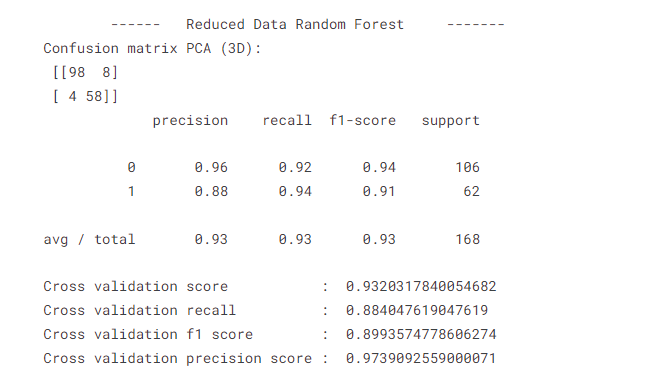 ------   Reduced Data Random Forest     -------
Confusion matrix PCA (3D):
[[98  8]
[ 4 58]]
precision    recall  f1-score   support
0       0.96      0.92      0.94       106
1       0.88      0.94      0.91        62
avg / total       0.93      0.93      0.93       168
Cross validation score           :  0.9320317840054682
Cross validation recall          :  0.884047619047619
Cross validation f1 score        :  0.8993574778606274
Cross validation precision score :  0.9739092559000071